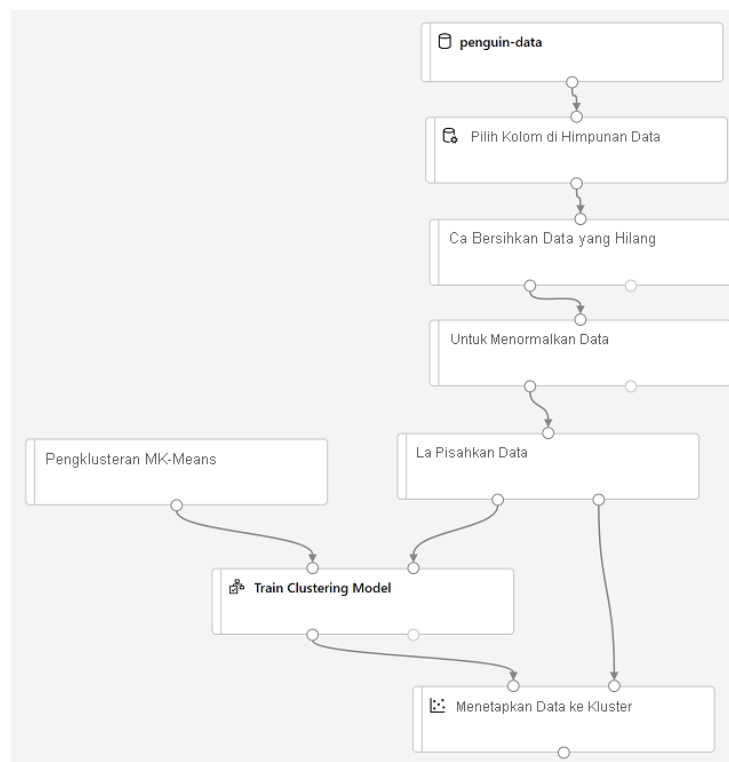 penguin-data
Pilih Kolom di Himpunan Data
Ca Bersihkan Data yang Hilang
Untuk Menormalkan Data
Pengklusteran MK-Means
La Pisahkan Data
Train Clustering Model
Menetapkan Data ke Kluster